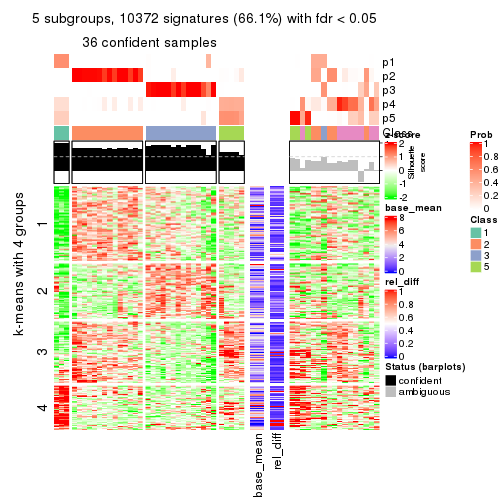 5 subgroups, 10372 signatures (66.1%) with fdr < 0.05
36 confident samples
p1
p2
p3
p4
p5
Class
z-score
2
1
0
-1
-2
Silhouette
score
Prob
1
0.8
0.6
0.4
0.2
0
base_mean
8
6
4
2
0
Class
1
2
3
5
rel_diff
1
0.8
0.6
0.4
0.2
0
Status (barplots)
confident
ambiguous
k-means with 4 groups
1
2
3
4
base_mean
rel_diff